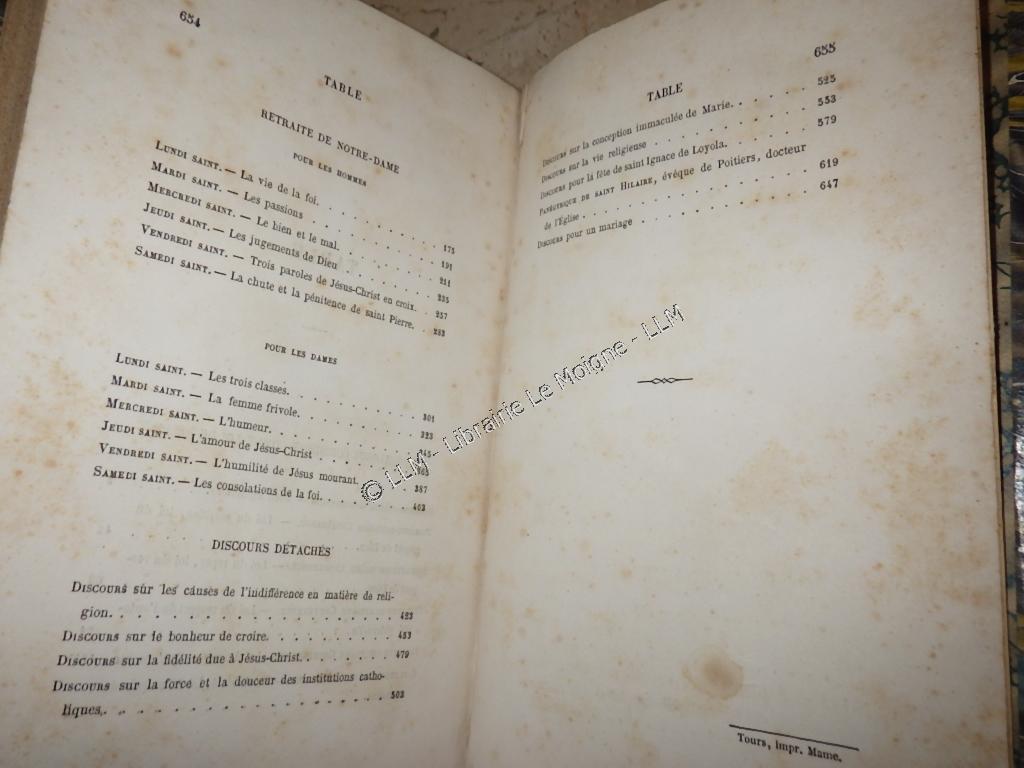 654
TABLE
RETRAITE DE NOTRE-DAME
POUR LES HOMMES
LUNDI SAINT. — La vie de la foi. . . . . . . . . 175
MARDI SAINT. — Les passions . . . . . . . . . 191
MERCREDI SAINT. — Le bien et le mal. . . . . . . . 211
JEUDI SAINT. — Les jugements de Dieu . . . . . . . 235
VENDREDI SAINT. — Trois paroles de Jésus-Christ en croix. . 257
SAMEDI SAINT. — La chute et la pénitence de saint Pierre. . 283
POUR LES DAMES
LUNDI SAINT. — Les trois classes. . . . . . . . . 301
MARDI SAINT. — La femme frivole. . . . . . . . . 323
MERCREDI SAINT. — L'humeur. . . . . . . . . 345
JEUDI SAINT. — L'amour de Jésus-Christ . . . . . . . 365
VENDREDI SAINT. — L'humilité de Jésus mourant. . . . . 387
SAMEDI SAINT. — Les consolations de la foi. . . . . . . 403
DISCOURS DÉTACHÉS
DISCOURS sur les causes de l'indifférence en matière de reli-
gion. . . . . . . . . . . . . . . . . . 423
DISCOURS sur le bonheur de croire. . . . . . . . . 453
DISCOURS sur la fidélité due à Jésus-Christ. . . . . . . 479
DISCOURS sur la force et la douceur des institutions catho-
liques. . . . . . . . . . . . . . . . . 503
655
TABLE
DISCOURS sur la conception immaculée de Marie. . . . . . 525
DISCOURS sur la vie religieuse . . . . . . . . . 553
DISCOURS pour la fête de saint Ignace de Loyola. . . . . . 579
PANÉGYRIQUE DE SAINT HILAIRE, évêque de Poitiers, docteur
de l'Église . . . . . . . . . . . . . . 619
DISCOURS pour un mariage . . . . . . . . . . 647
Tours, impr. Mame.
© LLM - Librairie Le Moigne - LLM